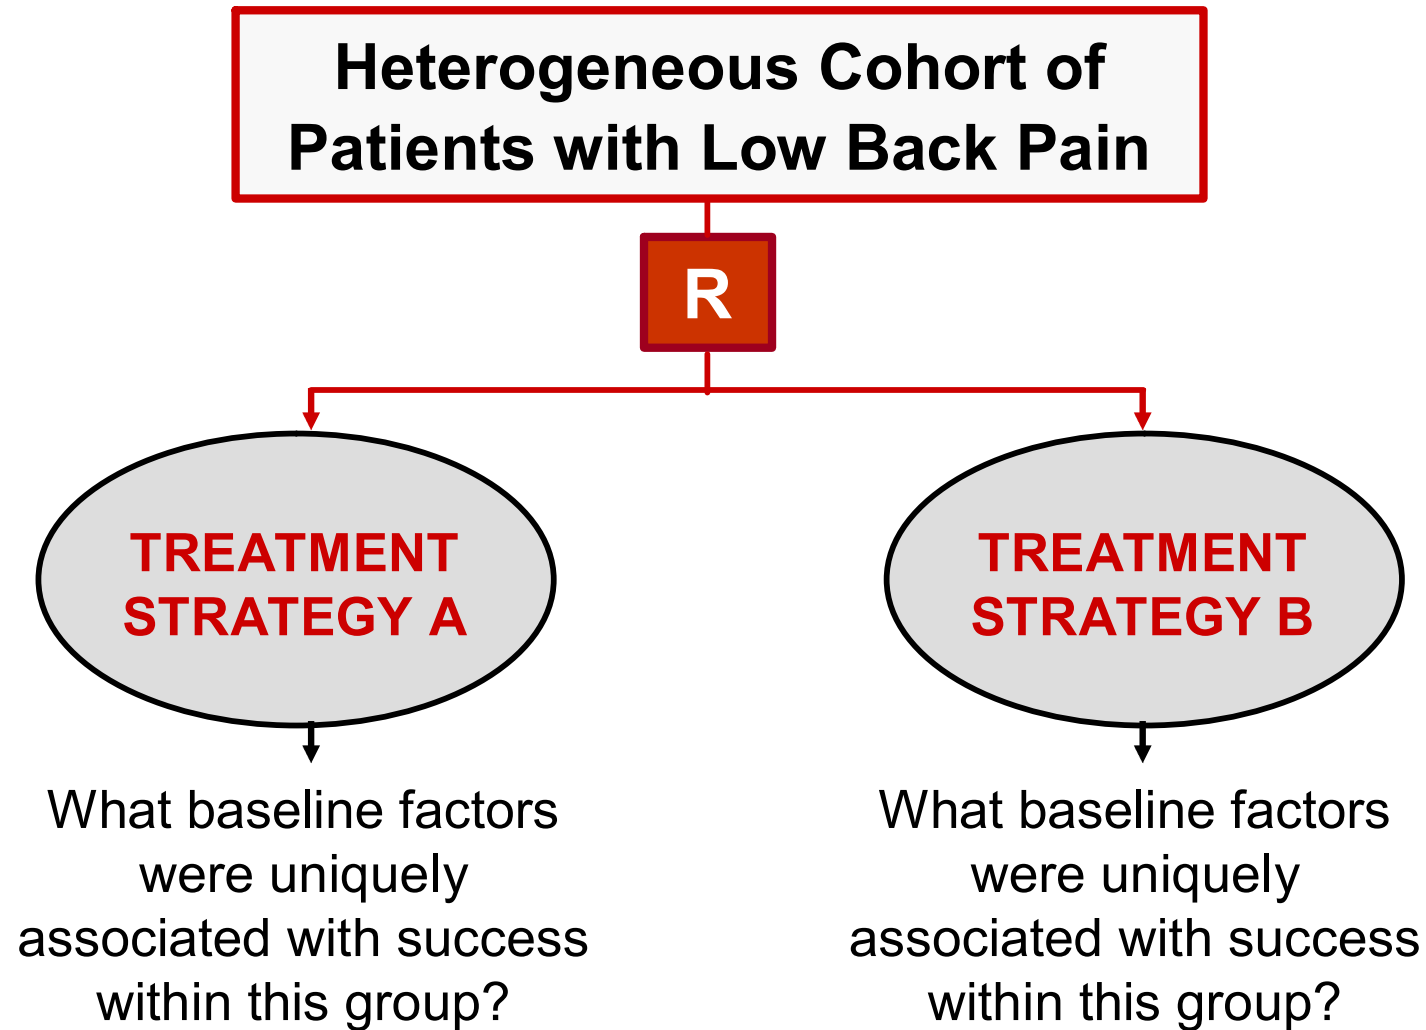 Heterogeneous Cohort of
Patients with Low Back Pain
R
TREATMENT
STRATEGY A
TREATMENT
STRATEGY B
What baseline factors
were uniquely
associated with success
within this group?
What baseline factors
were uniquely
associated with success
within this group?